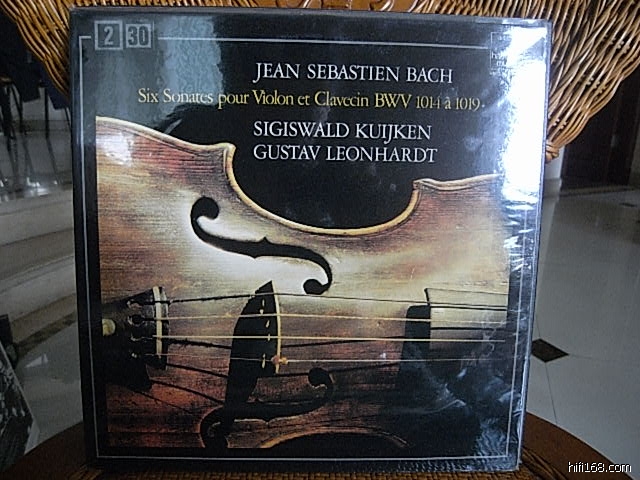 2 30
JEAN SEBASTIEN BACH
Six Sonates pour Violon et Clavecin BWV 1014 à 1019
SIGISWALD KUIJKEN
GUSTAV LEONHARDT
hifi168.com